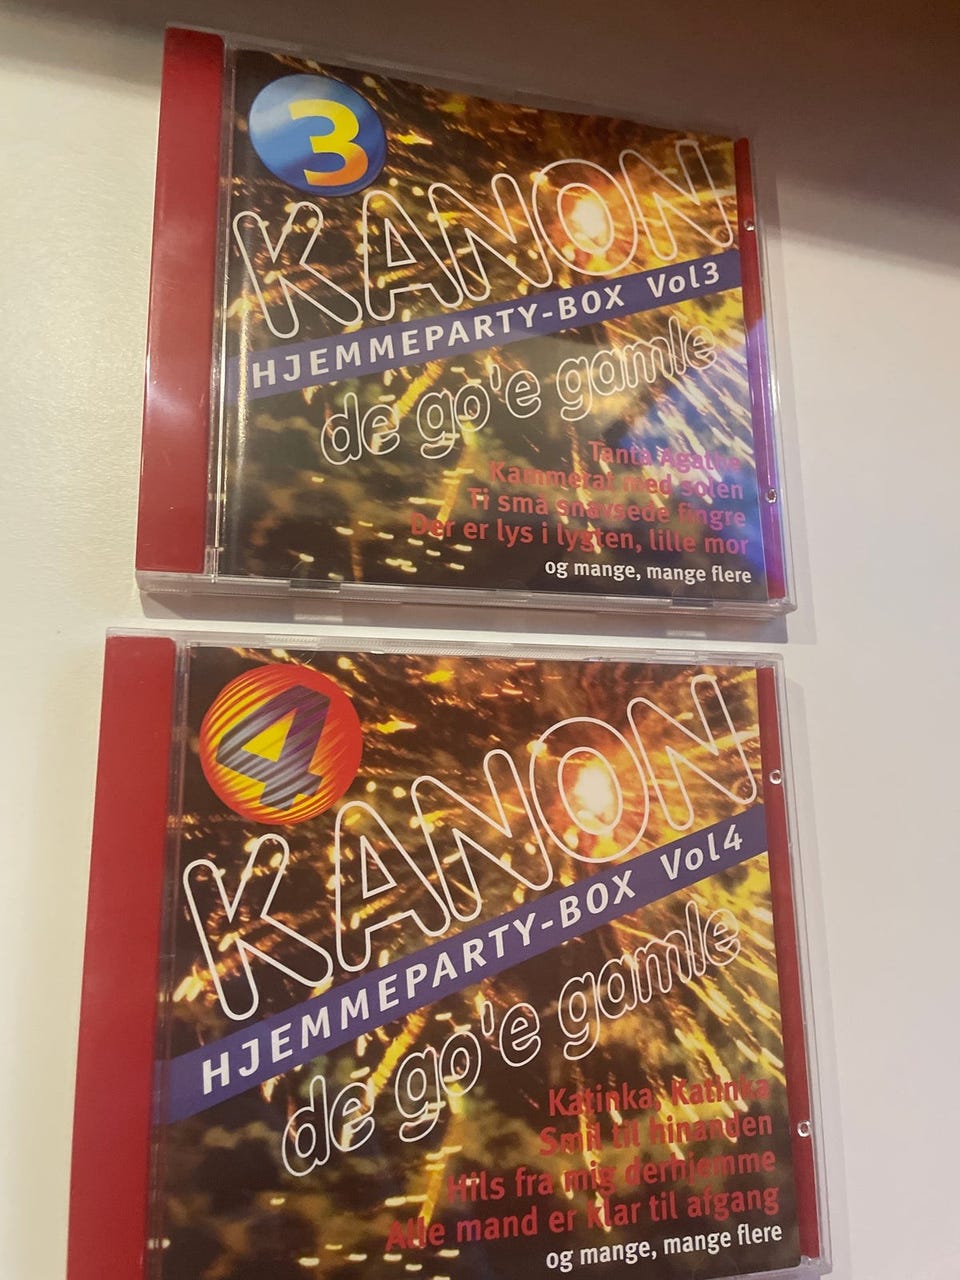 3
KANON
HJEMMEPARTY-BOX Vol3
de go'e gamle
Tanta Agathe
Kammerat med solen
Ti små snavsede fingre
Der er lys i lygten, lille mor
og mange, mange flere
4
KANON
HJEMMEPARTY-BOX Vol4
de go'e gamle
Katinka, Katinka
Smil til hinanden
Hils fra mig derhjemme
Alle mand er klar til afgang
og mange, mange flere